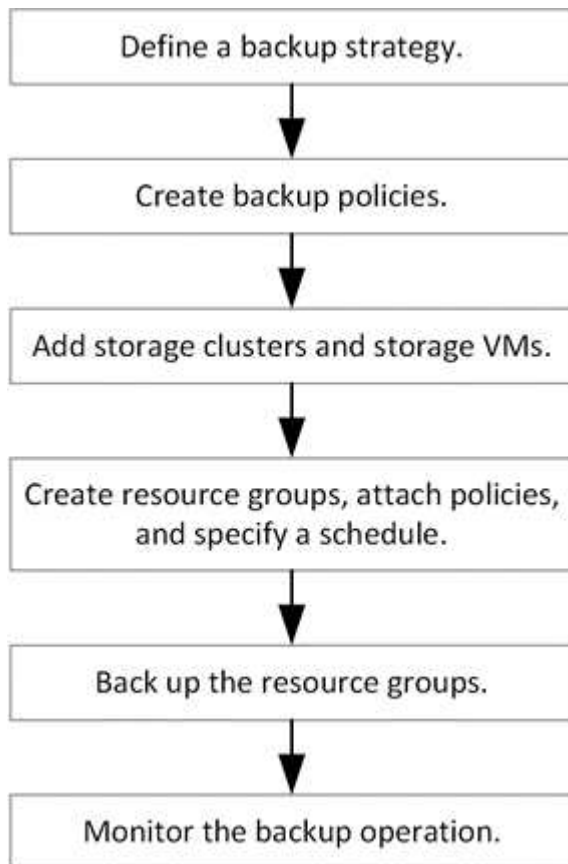 Define a backup strategy.
Create backup policies.
Add storage clusters and storage VMs.
Create resource groups, attach policies,
and specify a schedule.
Back up the resource groups.
Monitor the backup operation.